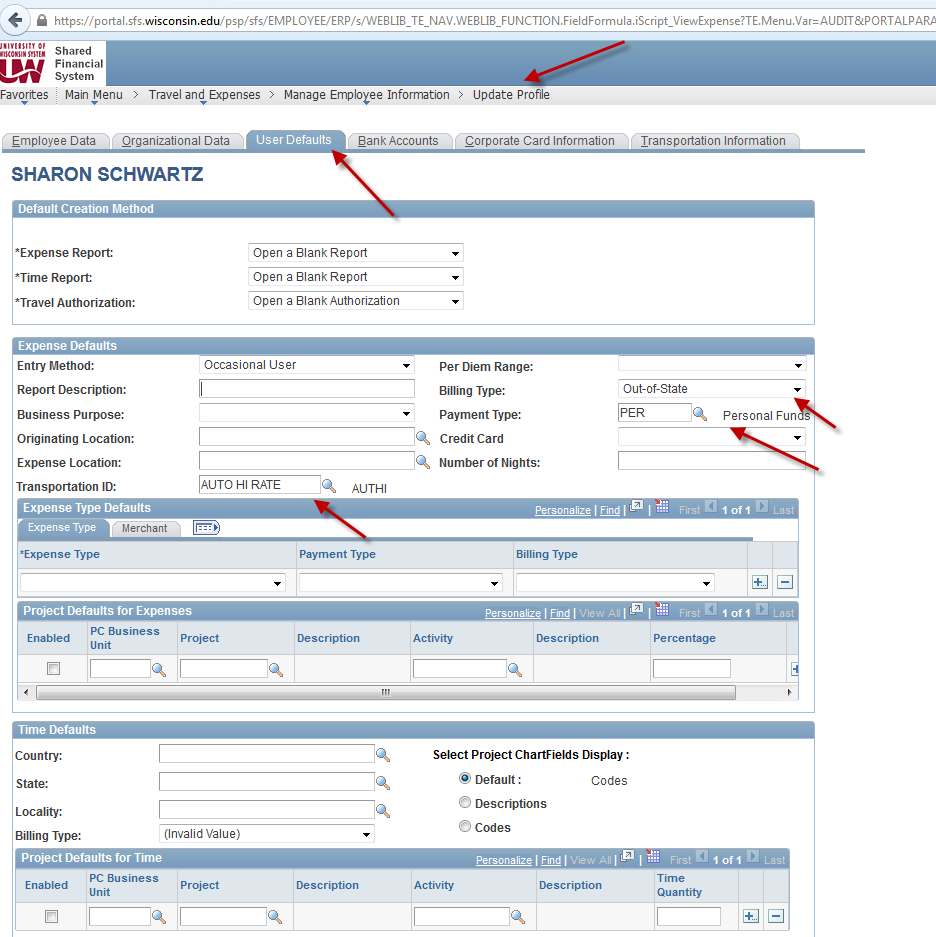 https://portal.sfs.wisconsin.edu/psp/sfs/EMPLOYEE/ERP/s/WEBLIB_TE_NAV.WEBLIB_FUNCTION.FieldFormula.iScript_ViewExpense?TE.Menu.Var=AUDIT&PORTALPARA
UNIVERSITY OF
WISCONSIN SYSTEM
UW
Shared
Financial
System
Favorites Main Menu > Travel and Expenses > Manage Employee Information > Update Profile
Employee Data Organizational Data User Defaults Bank Accounts Corporate Card Information Transportation Information
SHARON SCHWARTZ
Default Creation Method
*Expense Report: Open a Blank Report
*Time Report: Open a Blank Report
*Travel Authorization: Open a Blank Authorization
Expense Defaults
Entry Method: Occasional User Per Diem Range:
Report Description: Billing Type: Out-of-State
Business Purpose: Payment Type: PER Personal Funds
Originating Location: Credit Card
Expense Location: Number of Nights:
Transportation ID: AUTO HI RATE AUTHI
Expense Type Defaults Personalize | Find | First 1 of 1 Last
Expense Type Merchant
*Expense Type Payment Type Billing Type
Project Defaults for Expenses Personalize | Find | View All | First 1 of 1 Last
Enabled PC Business Unit Project Description Activity Description Percentage
Time Defaults
Country: Select Project ChartFields Display :
State: Default : Codes
Locality: Descriptions
Billing Type: (Invalid Value) Codes
Project Defaults for Time Personalize | Find | View All | First 1 of 1 Last
Enabled PC Business Unit Project Description Activity Description Time Quantity